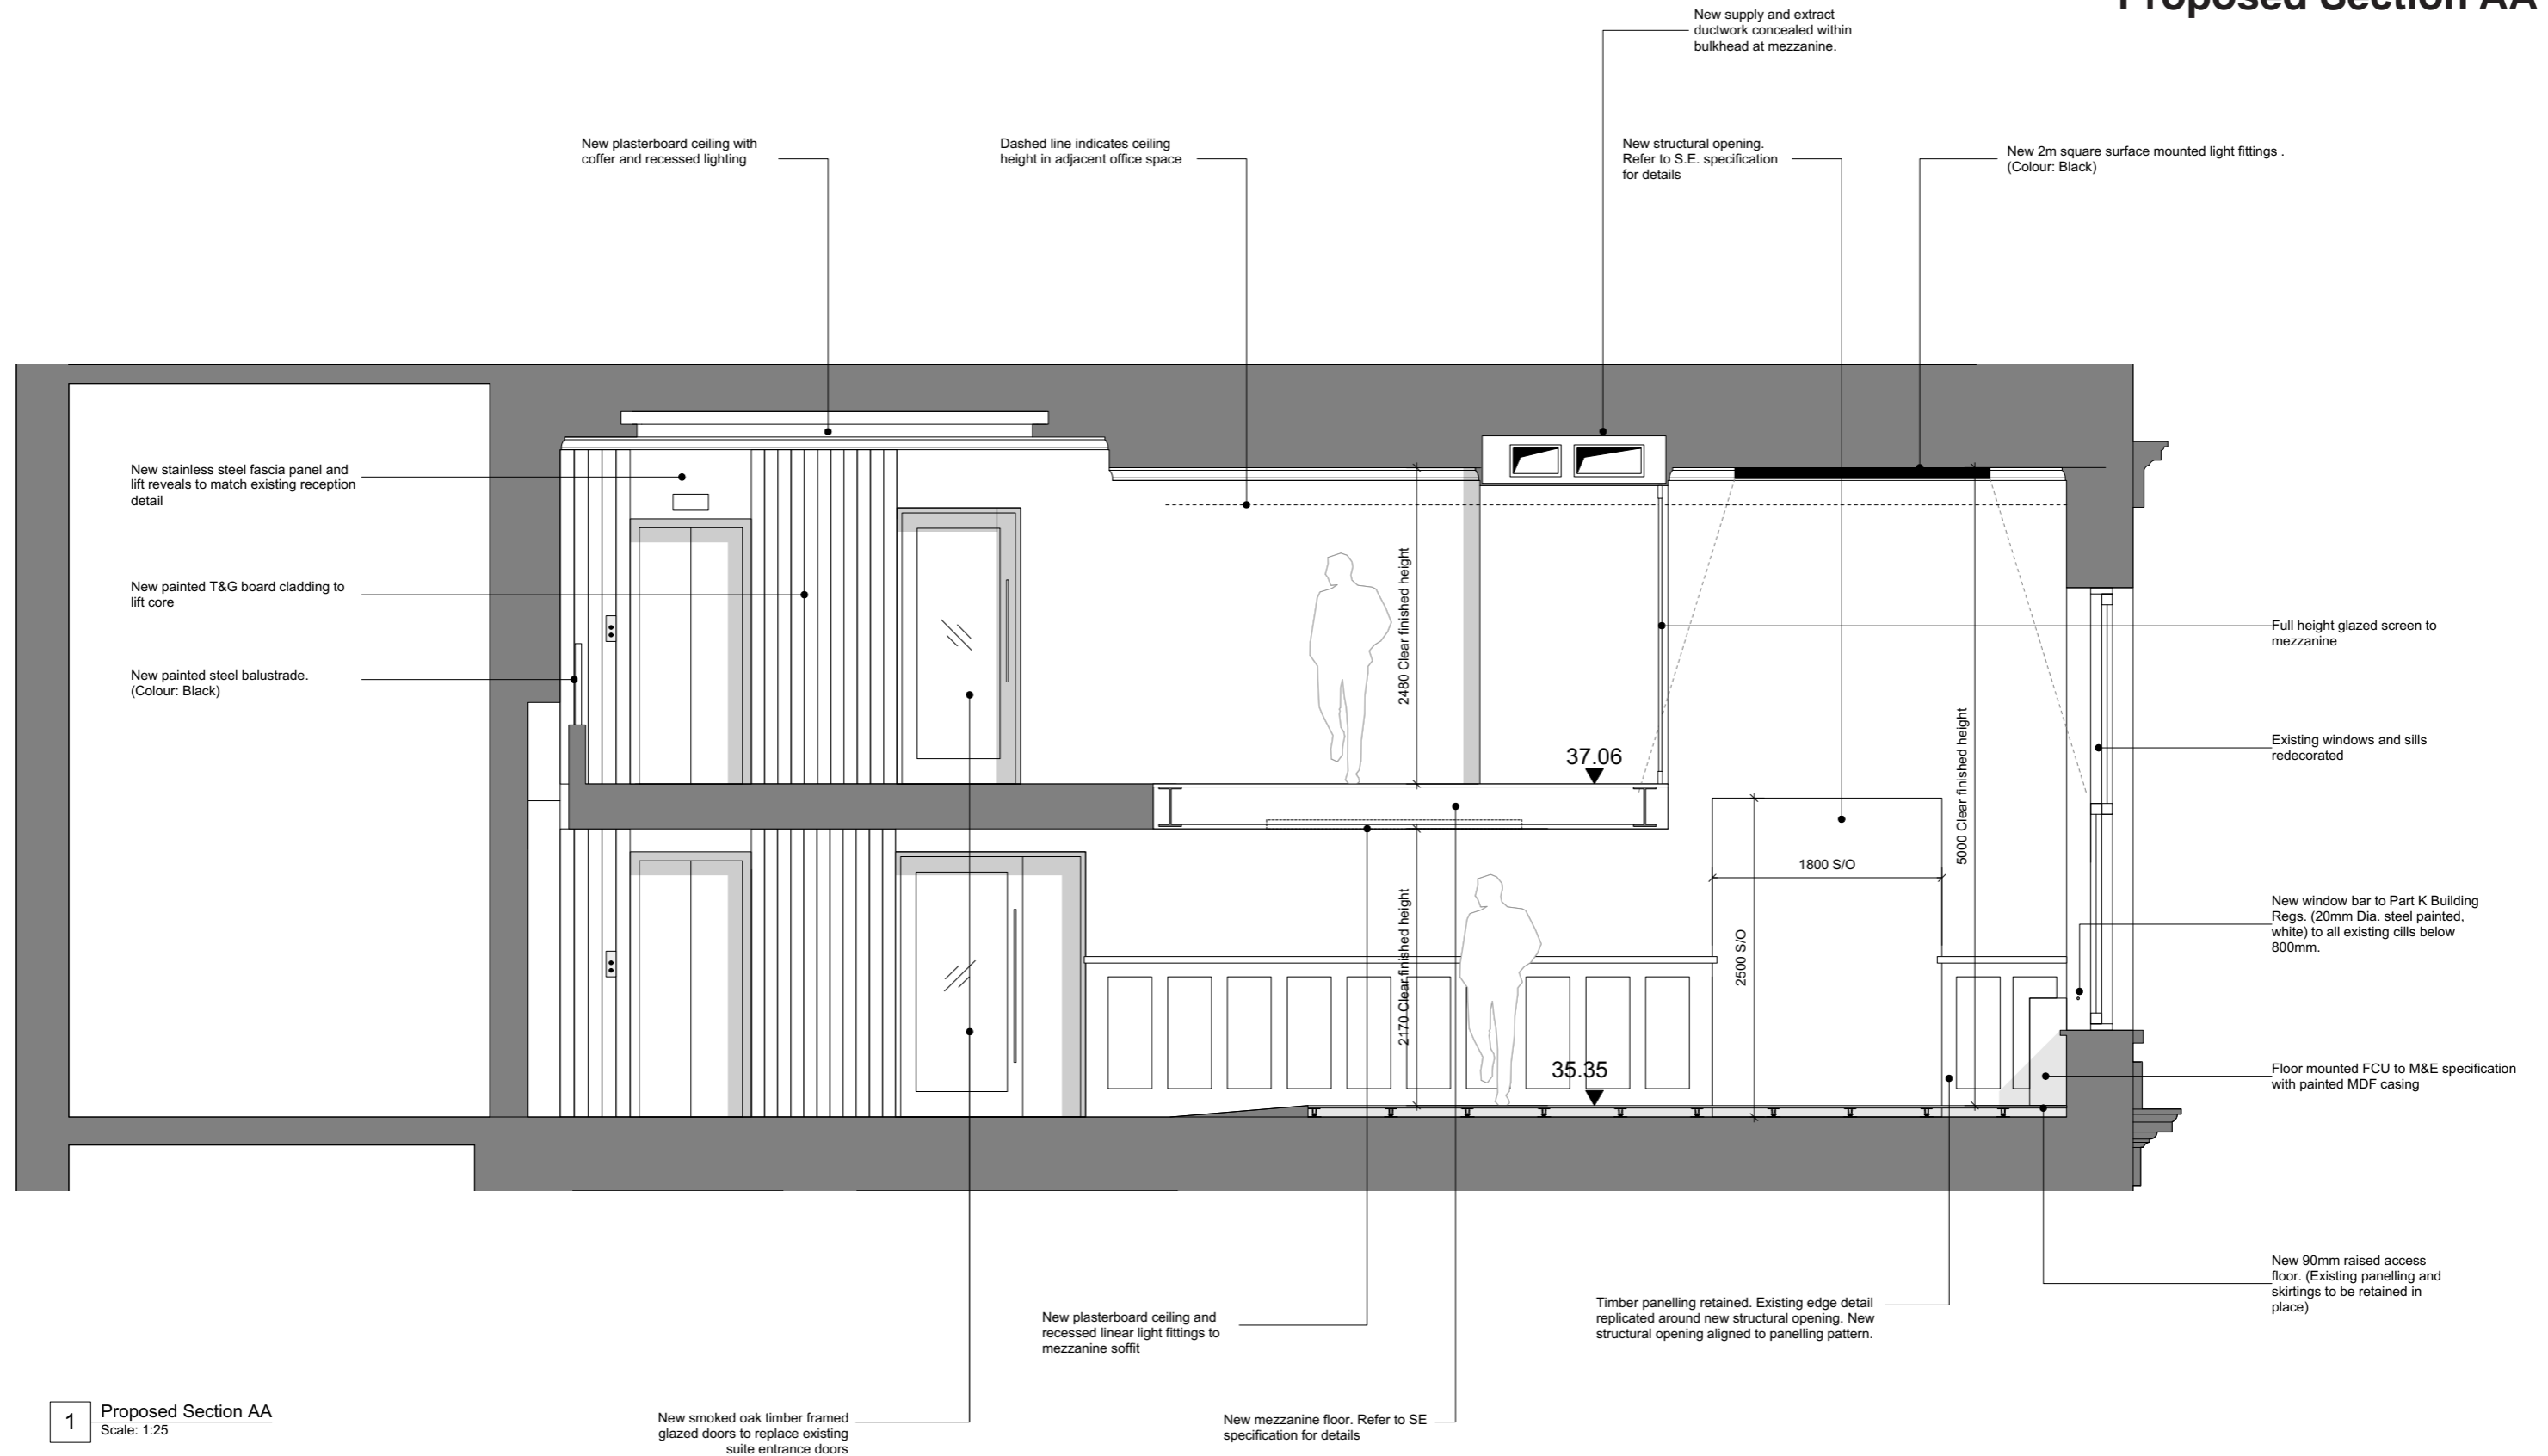 Proposed Section AA
New supply and extract
ductwork concealed within
bulkhead at mezzanine.
New plasterboard ceiling with
coffer and recessed lighting
Dashed line indicates ceiling
height in adjacent office space
New structural opening.
Refer to S.E. specification
for details
New 2m square surface mounted light fittings .
(Colour: Black)
New stainless steel fascia panel and
lift reveals to match existing reception
detail
New painted T&G board cladding to
lift core
New painted steel balustrade.
(Colour: Black)
2480 Clear finished height
37.06
5000 Clear finished height
Full height glazed screen to
mezzanine
Existing windows and sills
redecorated
1800 S/O
2500 S/O
2170 Clear finished height
35.35
New window bar to Part K Building
Regs. (20mm Dia. steel painted,
white) to all existing cills below
800mm.
Floor mounted FCU to M&E specification
with painted MDF casing
New 90mm raised access
floor. (Existing panelling and
skirtings to be retained in
place)
New plasterboard ceiling and
recessed linear light fittings to
mezzanine soffit
Timber panelling retained. Existing edge detail
replicated around new structural opening. New
structural opening aligned to panelling pattern.
1
Proposed Section AA
Scale: 1:25
New smoked oak timber framed
glazed doors to replace existing
suite entrance doors
New mezzanine floor. Refer to SE
specification for details